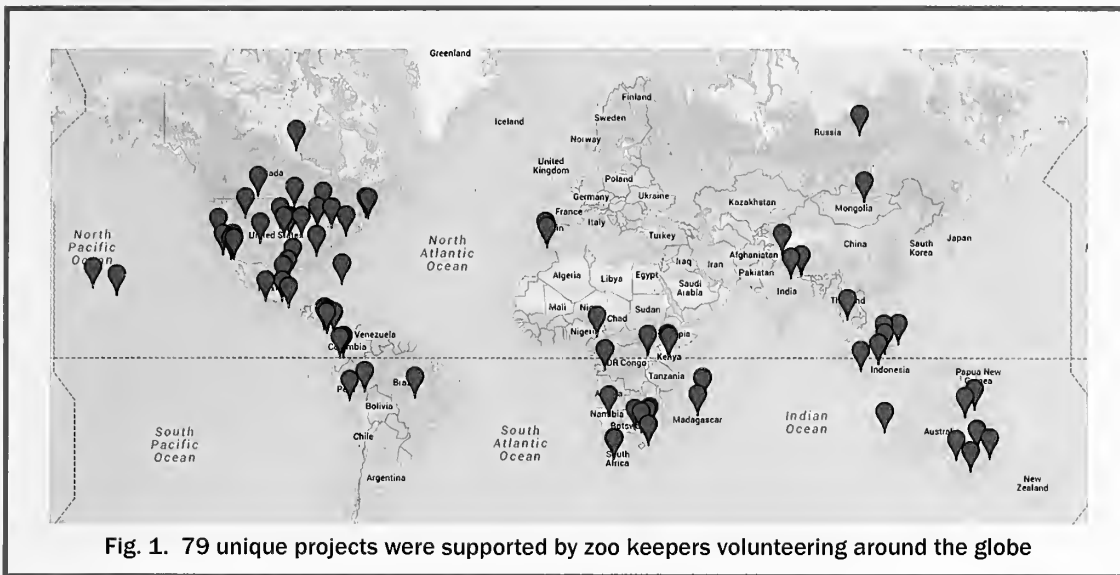 Greenland
Finland
Iceland
Sweden
Russia
Norway
United
Kingdom
Poland
Germany
Ukraine
Kazakhstan
Mongolia
France
Italy
United States
North
Pacific
Ocean
North
Atlantic
Ocean
Turkey
China
South
Korea
Japan
Afghanistan
Iraq
Iran
Pakistan
Algeria
Libya
Egypt
Saudi
Arabia
India
Mali
Chad
Sudan
Venezuela
Kenya
Indonesia
Tanzania
Papua New
Bolivia
Namibia
Madagascar
Indian
Ocean
South
Pacific
Ocean
Chile
South
Atlantic
Ocean
South
Africa
Argentina
New
Zealand
Fig. 1. 79 unique projects were supported by zoo keepers volunteering around the globe